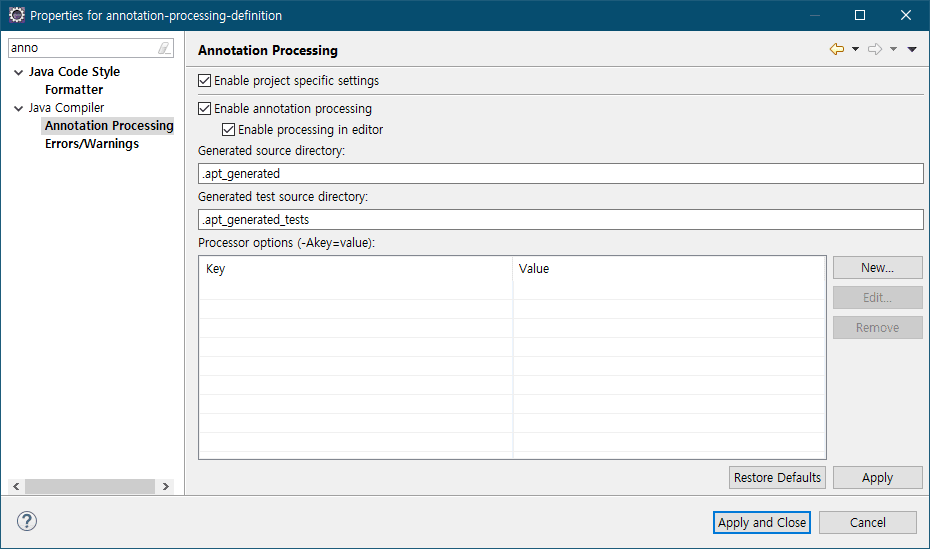 Properties for annotation-processing-definition
anno
Java Code Style
Formatter
Java Compiler
Annotation Processing
Errors/Warnings
Annotation Processing
Enable project specific settings
Enable annotation processing
Enable processing in editor
Generated source directory:
.apt_generated
Generated test source directory:
.apt_generated_tests
Processor options (-Akey=value):
Key Value
New...
Edit...
Remove
Restore Defaults Apply
? Apply and Close Cancel